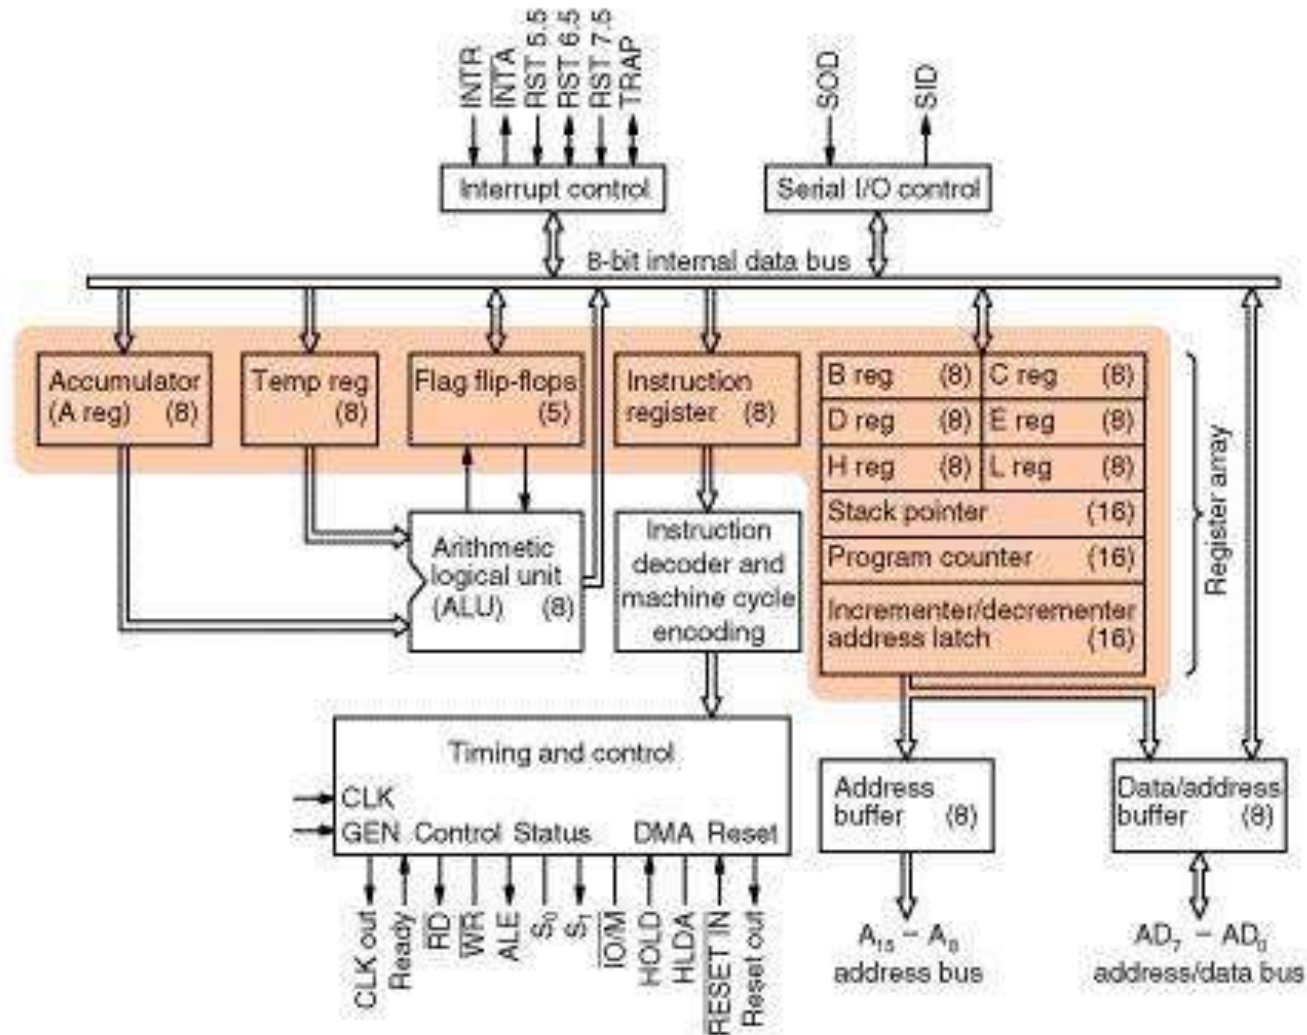 INTR
INTA
RST 5.5
RST 6.5
RST 7.5
TRAP
SOD
SID
Interrupt control
Serial I/O control
8-bit internal data bus
Accumulator
(A reg) (8)
Temp reg
(8)
Flag flip-flops
(5)
Instruction
register (8)
B reg (8) C reg (8)
D reg (8) E reg (8)
H reg (8) L reg (8)
Stack pointer (16)
Program counter (16)
Incrementer/decrementer
address latch (16)
Register array
Arithmetic
logical unit
(ALU) (8)
Instruction
decoder and
machine cycle
encoding
Timing and control
CLK
GEN Control Status DMA Reset
CLK out
Ready
RD
WR
ALE
S₀
S₁
IO/M
HOLD
HLDA
RESET IN
Reset out
Address
buffer (8)
Data/address
buffer (8)
A₁₅ – A₈
address bus
AD₇ – AD₀
address/data bus